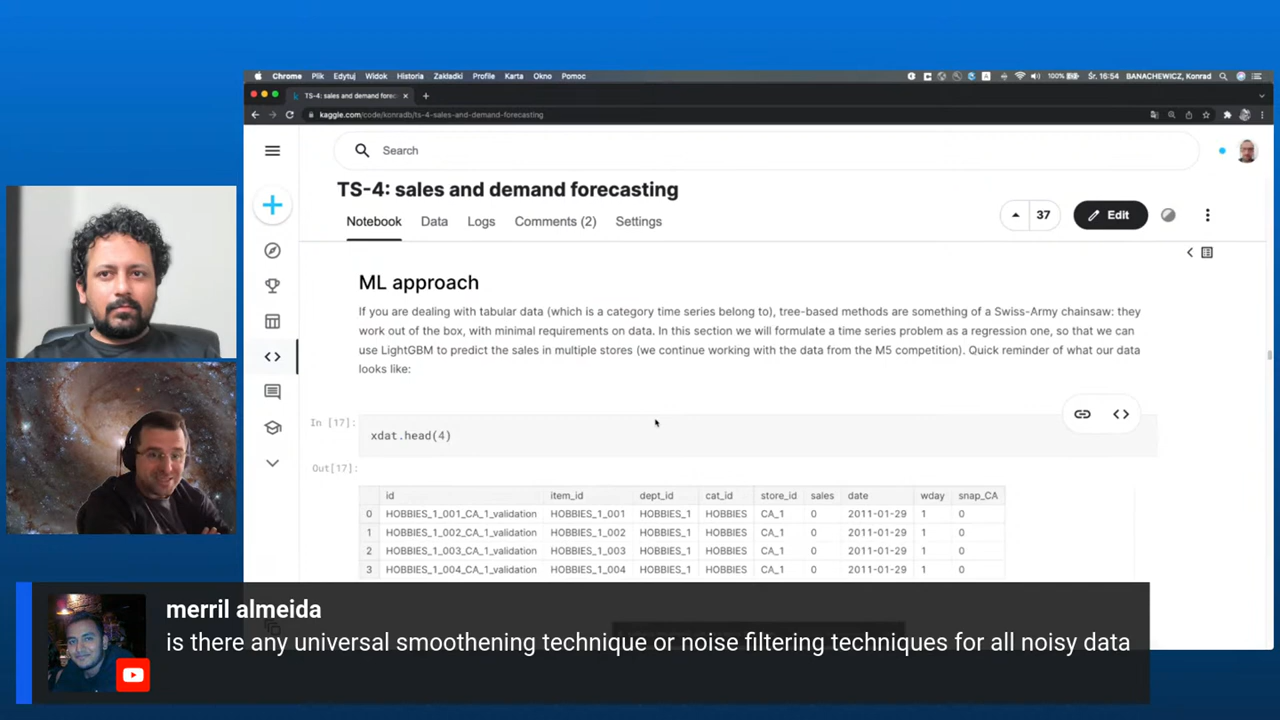 Chrome Plik Edytuj Widok Historia Zakładki Profile Karta Okno Pomoc
100% Śr. 16:54 BANACHEWICZ, Konrad
TS-4: sales and demand forec
kaggle.com/code/konradb/ts-4-sales-and-demand-forecasting
Search
TS-4: sales and demand forecasting
Notebook Data Logs Comments (2) Settings
37
Edit
ML approach
If you are dealing with tabular data (which is a category time series belong to), tree-based methods are something of a Swiss-Army chainsaw: they
work out of the box, with minimal requirements on data. In this section we will formulate a time series problem as a regression one, so that we can
use LightGBM to predict the sales in multiple stores (we continue working with the data from the M5 competition). Quick reminder of what our data
looks like:
In [17]:
xdat.head(4)
Out[17]:
id item_id dept_id cat_id store_id sales date wday snap_CA
0 HOBBIES_1_001_CA_1_validation HOBBIES_1_001 HOBBIES_1 HOBBIES CA_1 0 2011-01-29 1 0
1 HOBBIES_1_002_CA_1_validation HOBBIES_1_002 HOBBIES_1 HOBBIES CA_1 0 2011-01-29 1 0
2 HOBBIES_1_003_CA_1_validation HOBBIES_1_003 HOBBIES_1 HOBBIES CA_1 0 2011-01-29 1 0
3 HOBBIES_1_004_CA_1_validation HOBBIES_1_004 HOBBIES_1 HOBBIES CA_1 0 2011-01-29 1 0
merril almeida
is there any universal smoothening technique or noise filtering techniques for all noisy data